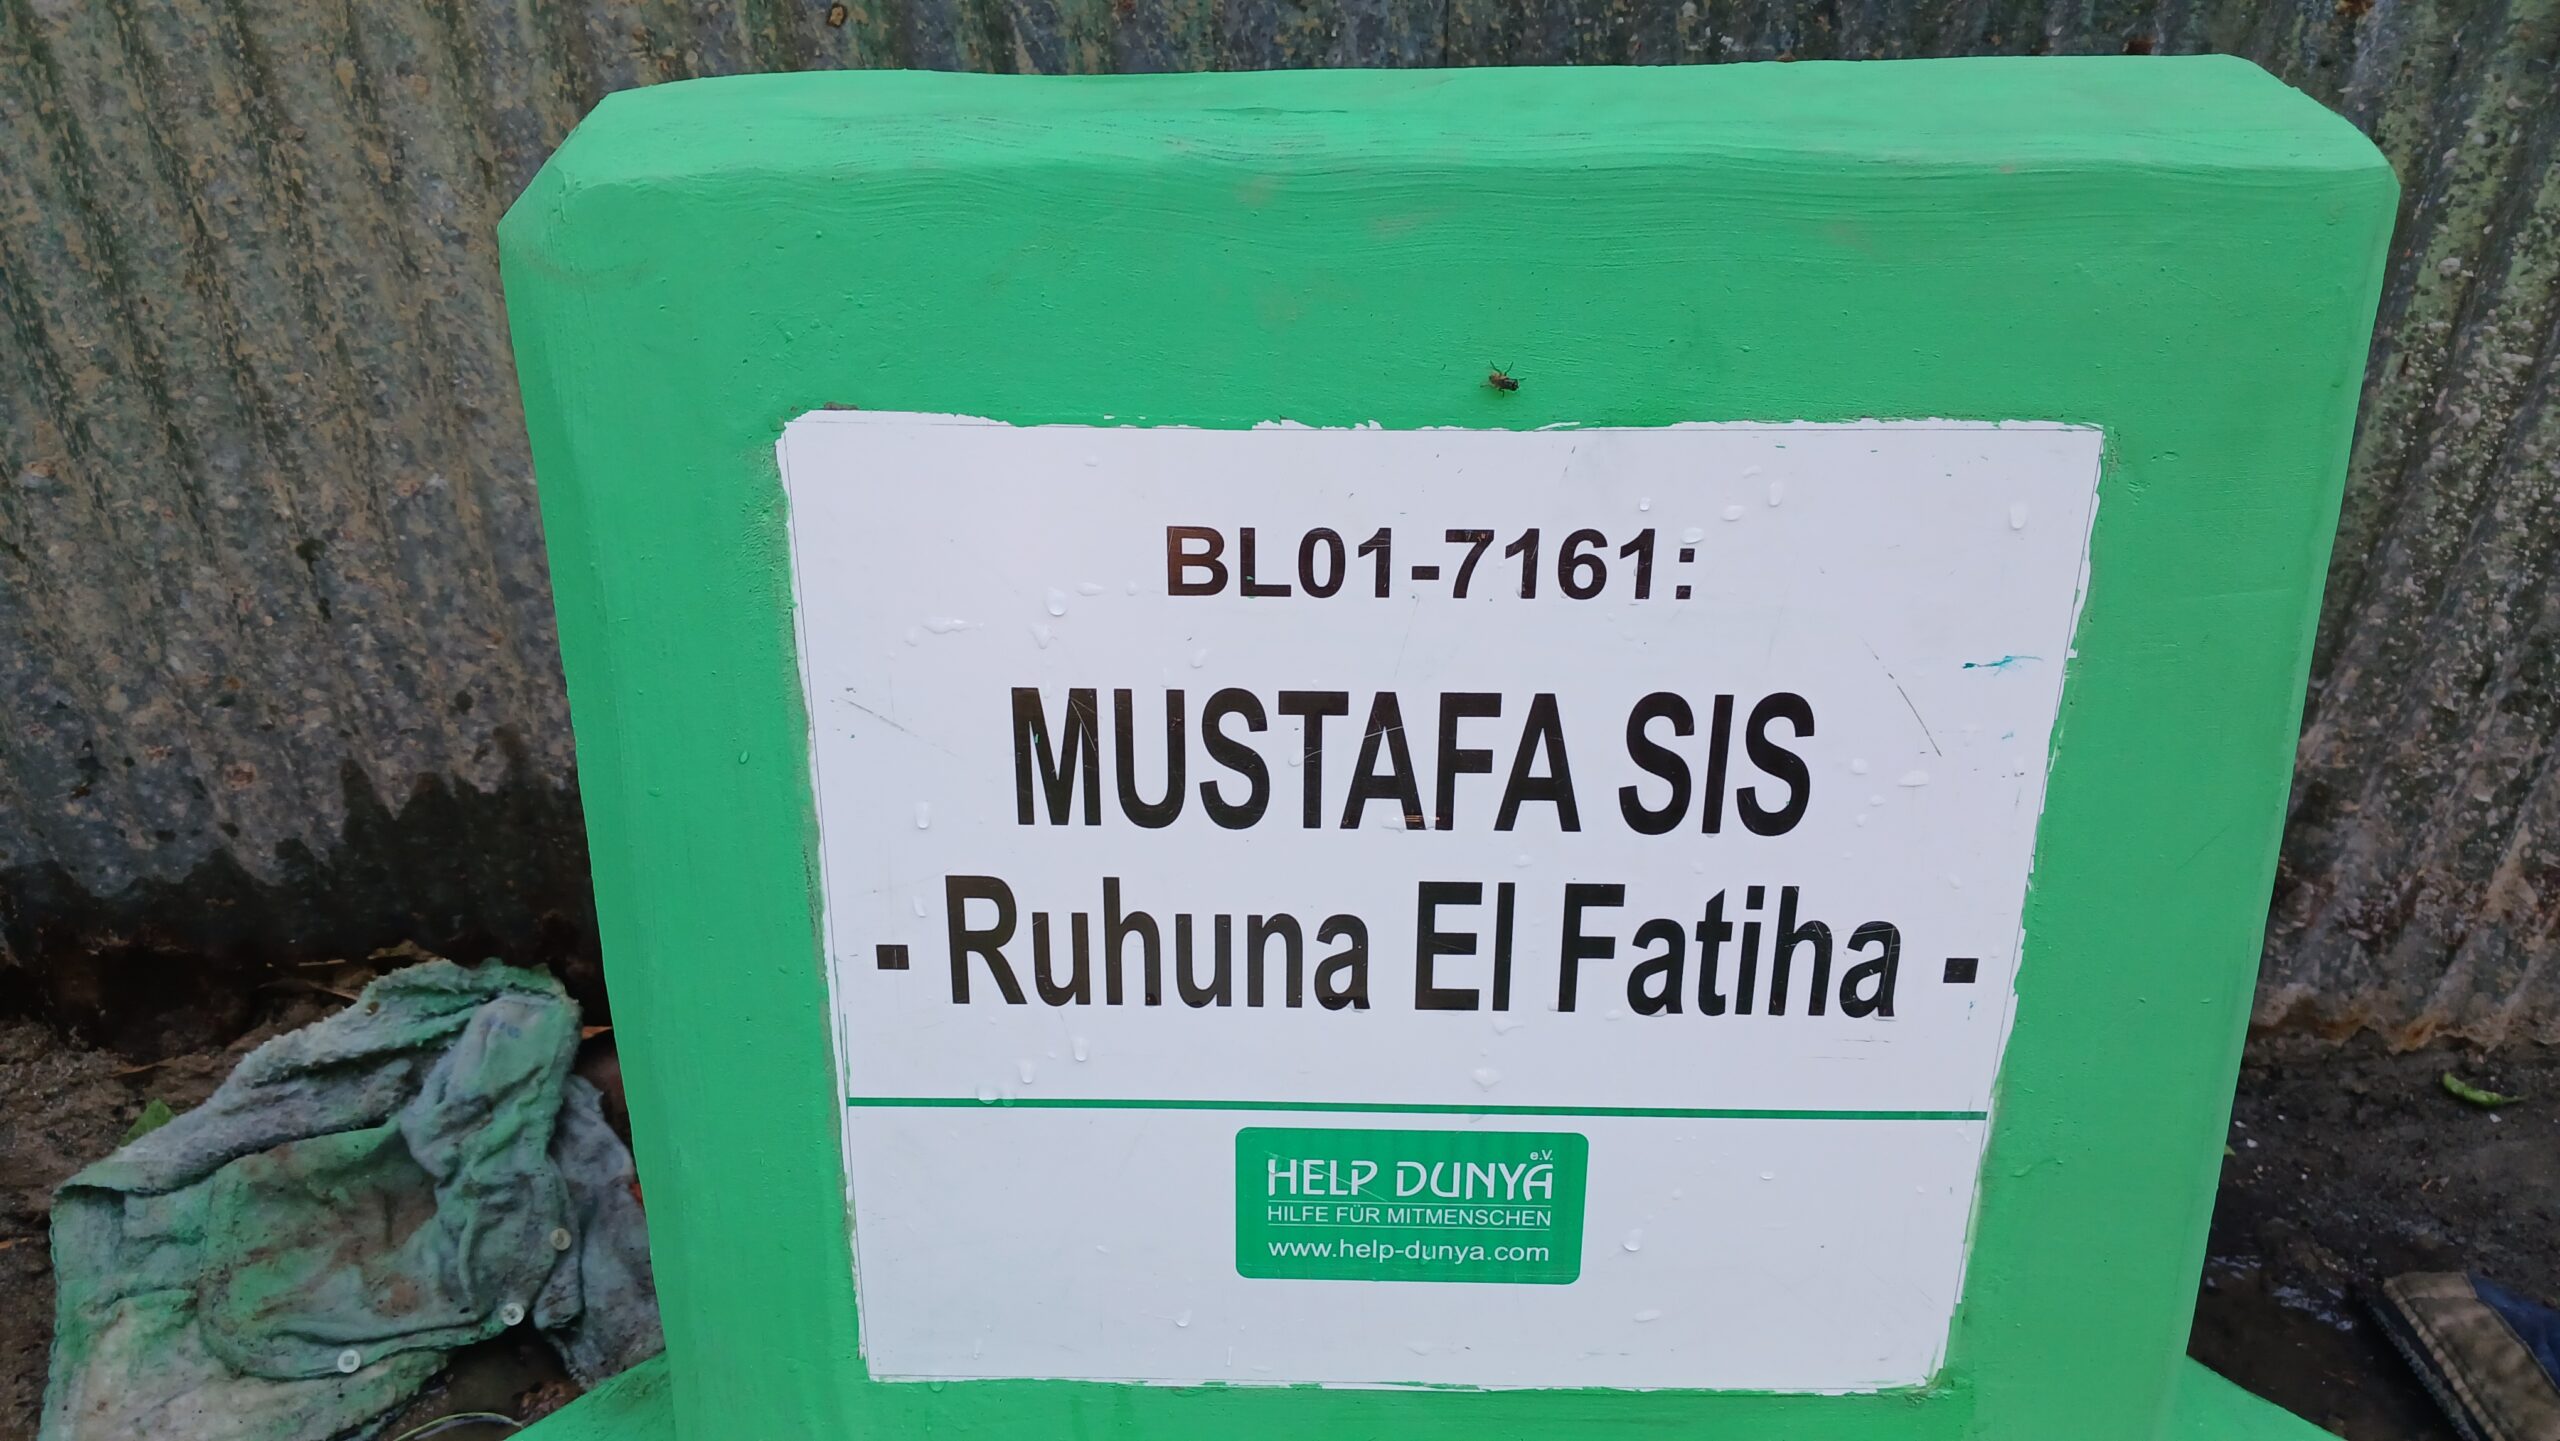 BL01-7161:
MUSTAFA SIS
- Ruhuna El Fatiha -
HELP DUNYA e.V.
HILFE FÜR MITMENSCHEN
www.help-dunya.com